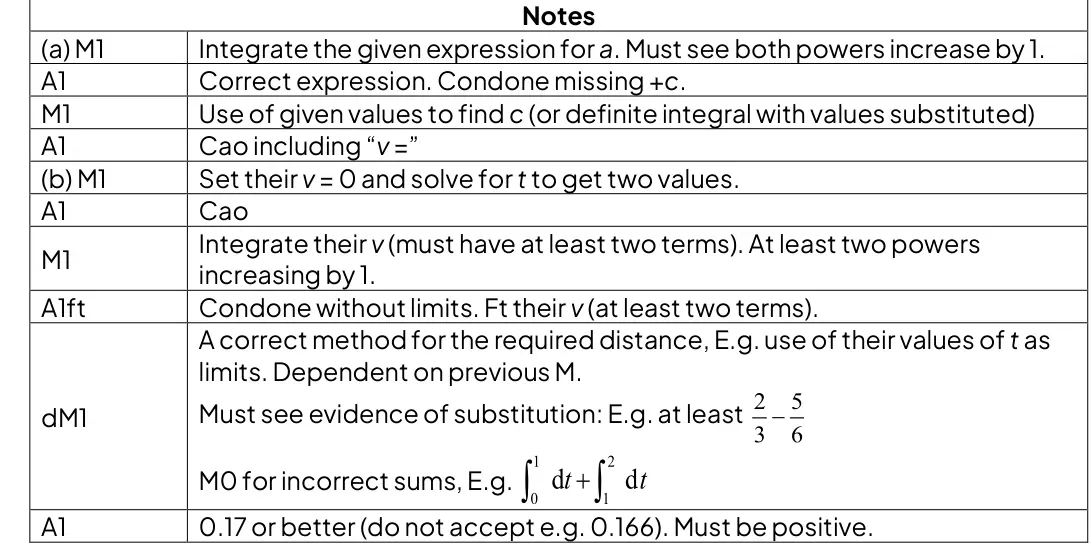 Notes
(a) M1 Integrate the given expression for a. Must see both powers increase by 1.
A1 Correct expression. Condone missing +c.
M1 Use of given values to find c (or definite integral with values substituted)
A1 Cao including “v =”
(b) M1 Set their v = 0 and solve for t to get two values.
A1 Cao
M1 Integrate their v (must have at least two terms). At least two powers
increasing by 1.
A1ft Condone without limits. Ft their v (at least two terms).
dM1 A correct method for the required distance, E.g. use of their values of t as
limits. Dependent on previous M.
Must see evidence of substitution: E.g. at least 2/3 − 5/6
M0 for incorrect sums, E.g. ∫₀¹ dt + ∫₁² dt
A1 0.17 or better (do not accept e.g. 0.166). Must be positive.